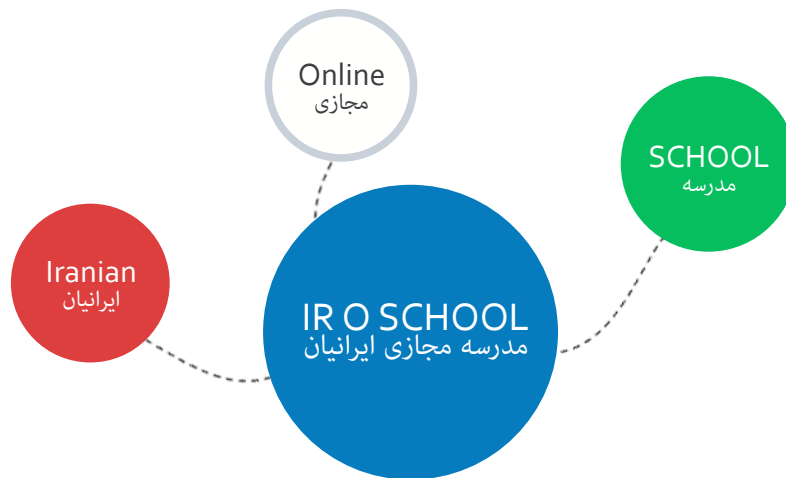 Online
مجازی
SCHOOL
مدرسه
Iranian
ایرانیان
IR O SCHOOL
مدرسه مجازی ایرانیان